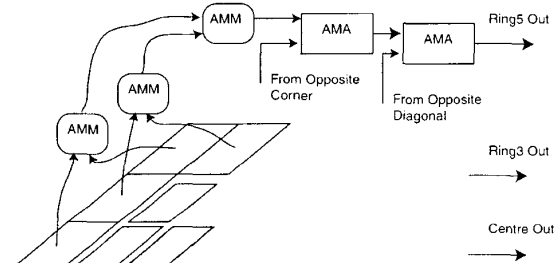 AMM
AMA
Ring5 Out
AMA
AMM
From Opposite
Corner
From Opposite
Diagonal
AMM
Ring3 Out
Centre Out